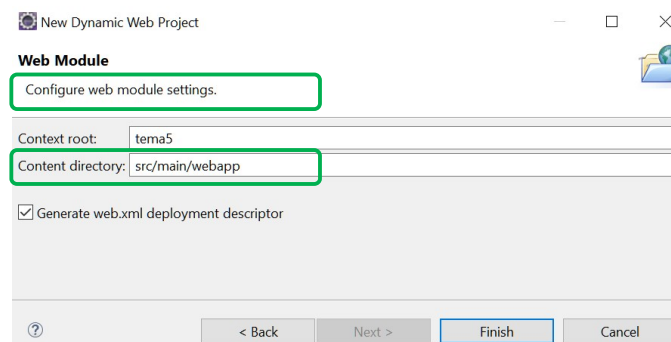 New Dynamic Web Project
Web Module
Configure web module settings.
Context root: tema5
Content directory: src/main/webapp
Generate web.xml deployment descriptor
? < Back Next > Finish Cancel